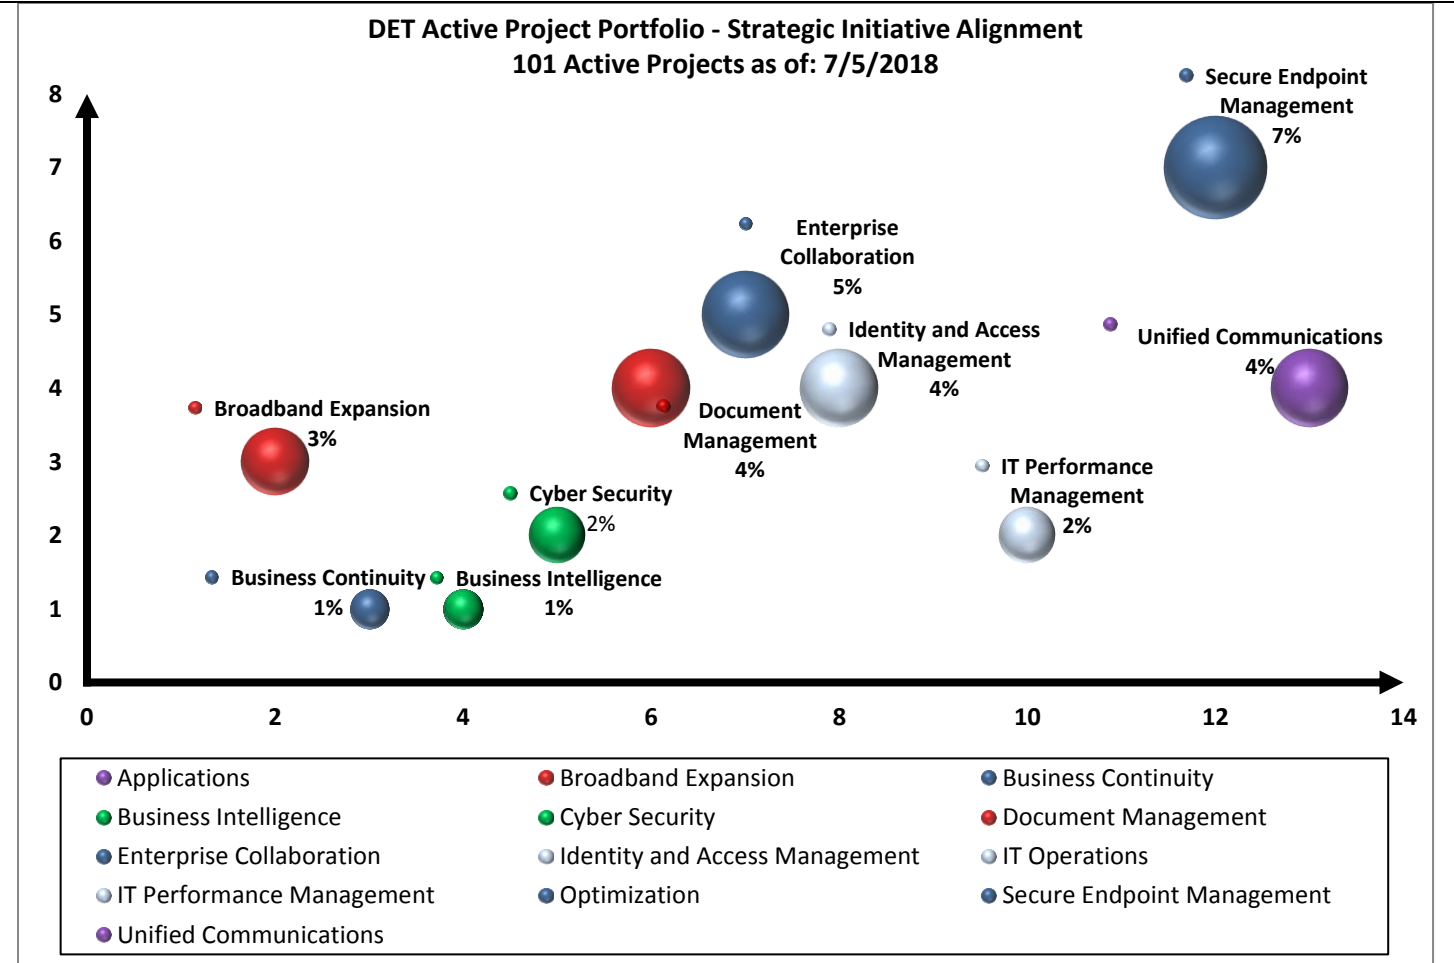 DET Active Project Portfolio - Strategic Initiative Alignment
101 Active Projects as of: 7/5/2018
8
7
6
5
4
3
2
1
0
Secure Endpoint
Management
7%
Enterprise
Collaboration
5%
Identity and Access
Management
4%
Unified Communications
4%
Broadband Expansion
3%
Document
Management
4%
IT Performance
Management
2%
Cyber Security
2%
Business Continuity
1%
Business Intelligence
1%
0 2 4 6 8 10 12 14
Applications Broadband Expansion Business Continuity
Business Intelligence Cyber Security Document Management
Enterprise Collaboration Identity and Access Management IT Operations
IT Performance Management Optimization Secure Endpoint Management
Unified Communications